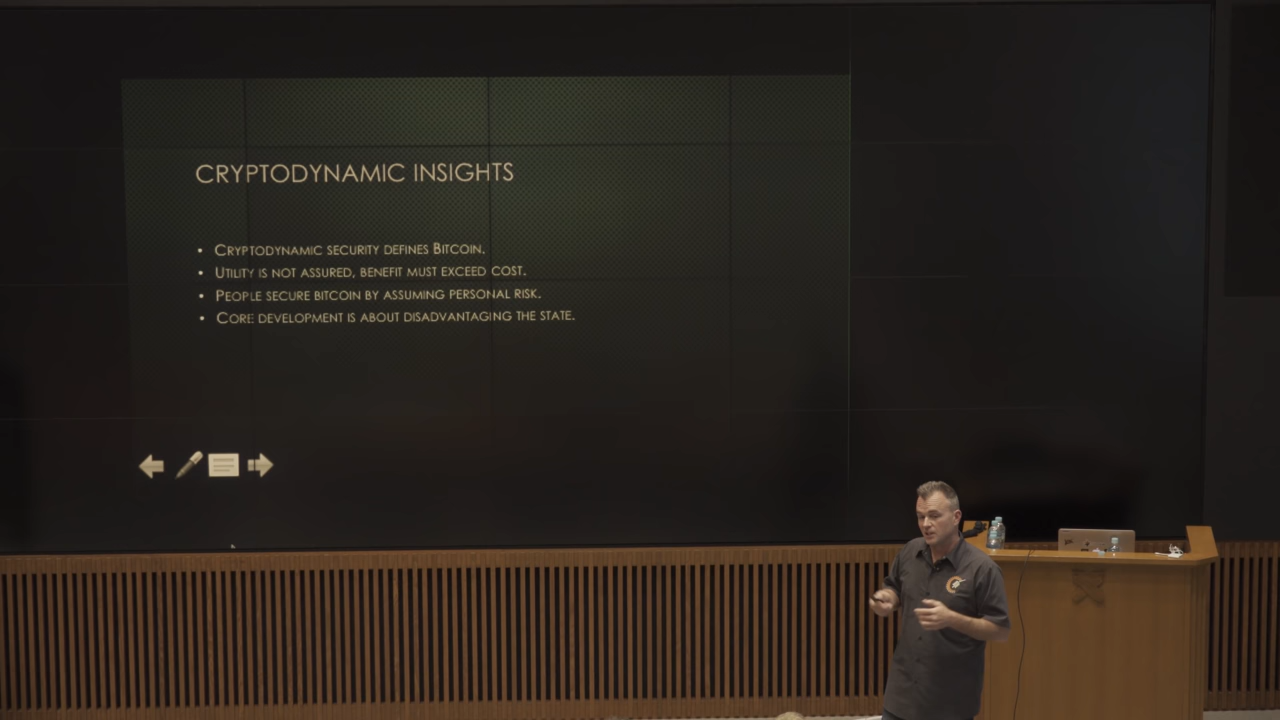 CRYPTODYNAMIC INSIGHTS
• CRYPTODYNAMIC SECURITY DEFINES BITCOIN.
• UTILITY IS NOT ASSURED, BENEFIT MUST EXCEED COST.
• PEOPLE SECURE BITCOIN BY ASSUMING PERSONAL RISK.
• CORE DEVELOPMENT IS ABOUT DISADVANTAGING THE STATE.